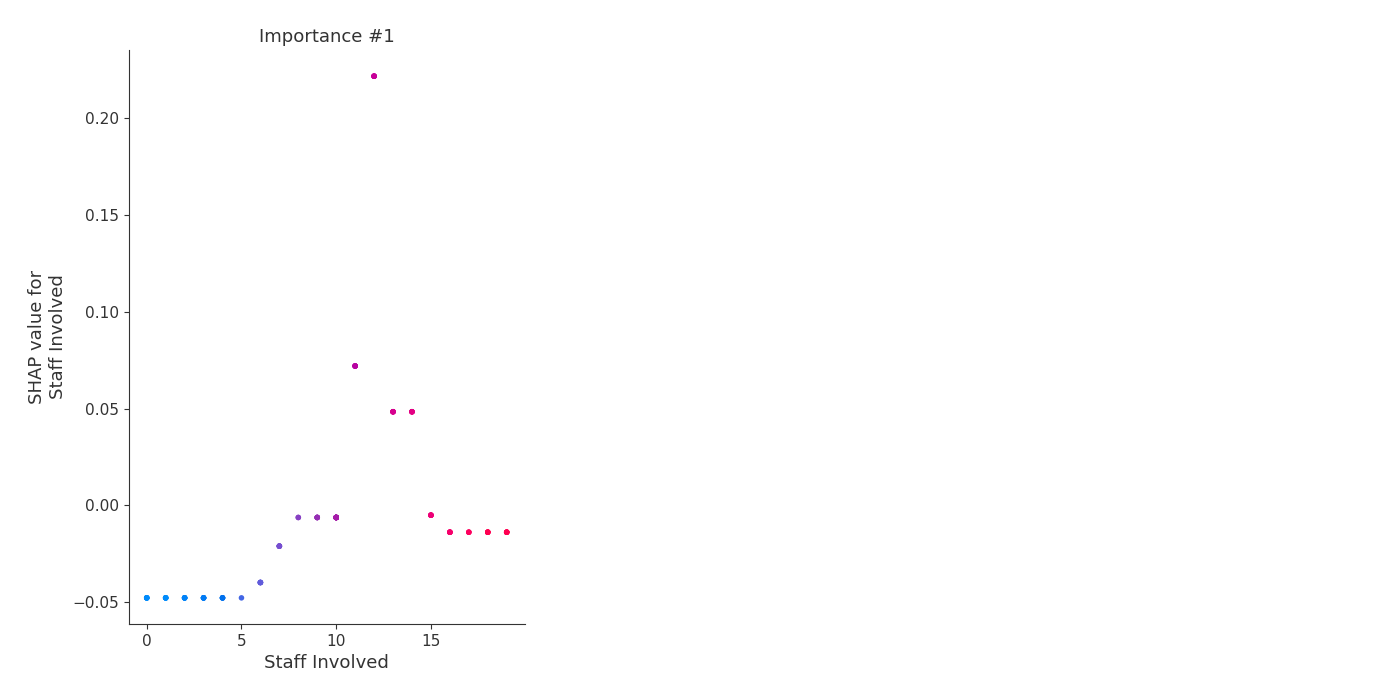 Importance #1
0.20
0.15
0.10
0.05
0.00
−0.05
SHAP value for
Staff Involved
0 5 10 15
Staff Involved